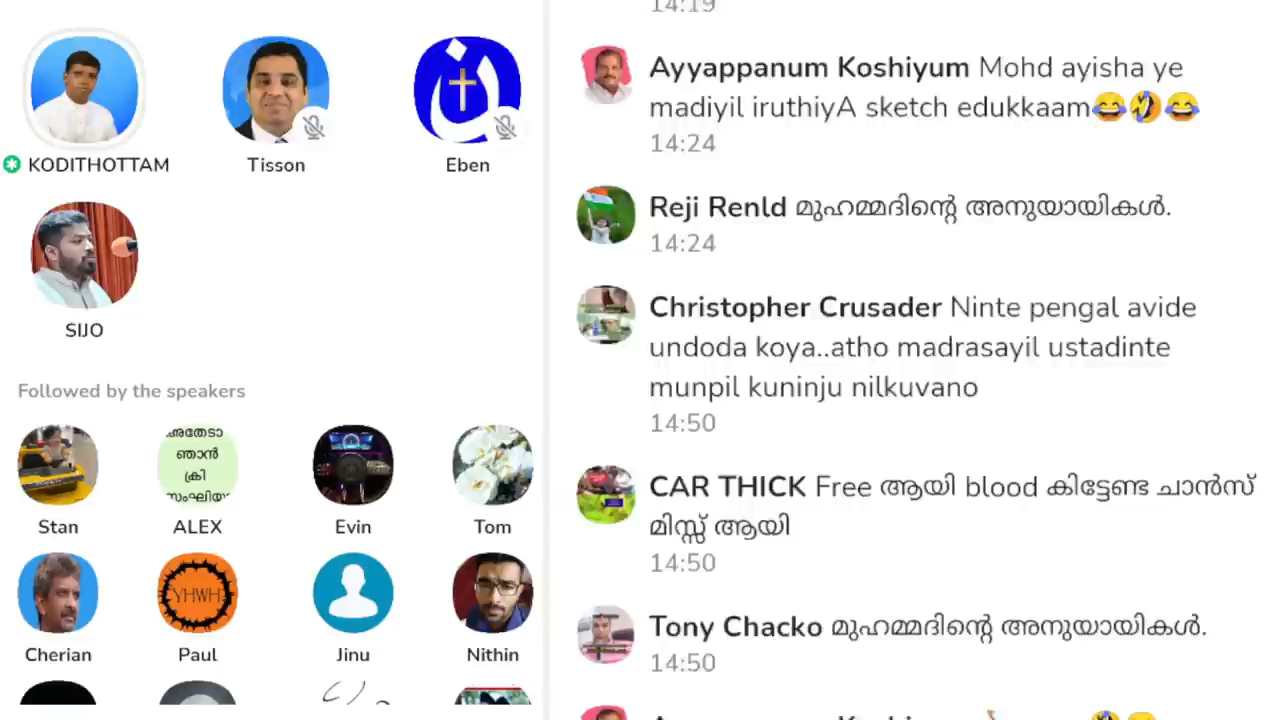 KODITHOTTAM
Tisson
Eben
SIJO
Followed by the speakers
അതേടാ
ഞാൻ
ക്രി
സംഘിയാ
Stan
ALEX
Evin
Tom
YHWH
Cherian
Paul
Jinu
Nithin
14:19
Ayyappanum Koshiyum Mohd ayisha ye
madiyil iruthiyA sketch edukkaam😂🤣😂
14:24
Reji Renld മുഹമ്മദിന്റെ അനുയായികൾ.
14:24
Christopher Crusader Ninte pengal avide
undoda koya..atho madrasayil ustadinte
munpil kuninju nilkuvano
14:50
CAR THICK Free ആയി blood കിട്ടേണ്ട ചാൻസ്
മിസ്സ് ആയി
14:50
Tony Chacko മുഹമ്മദിന്റെ അനുയായികൾ.
14:50